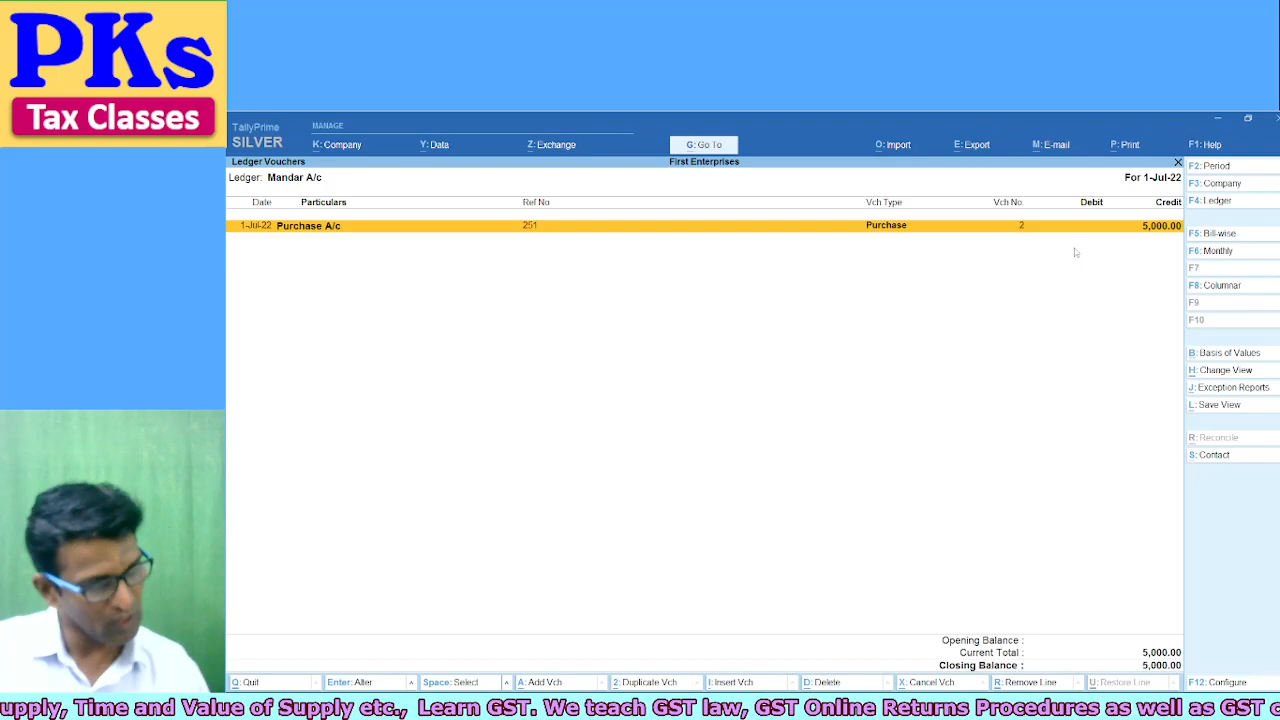 PKs
Tax Classes
TallyPrime
SILVER
MANAGE
K: Company
Y: Data
Z: Exchange
G: Go To
O: Import
E: Export
M: E-mail
P: Print
F1: Help
Ledger Vouchers
First Enterprises
Ledger: Mandar A/c
For 1-Jul-22
Date Particulars Ref No Vch Type Vch No. Debit Credit
1-Jul-22 Purchase A/c 251 Purchase 2 5,000.00
F2: Period
F3: Company
F4: Ledger
F5: Bill-wise
F6: Monthly
F7
F8: Columnar
F9
F10
B: Basis of Values
H: Change View
J: Exception Reports
L: Save View
R: Reconcile
S: Contact
Opening Balance :
Current Total : 5,000.00
Closing Balance : 5,000.00
Q: Quit
Enter: Alter
Space: Select
A: Add Vch
2: Duplicate Vch
I: Insert Vch
D: Delete
X: Cancel Vch
R: Remove Line
U: Restore Line
F12: Configure
upply, Time and Value of Supply etc., Learn GST. We teach GST law, GST Online Returns Procedures as well as GST